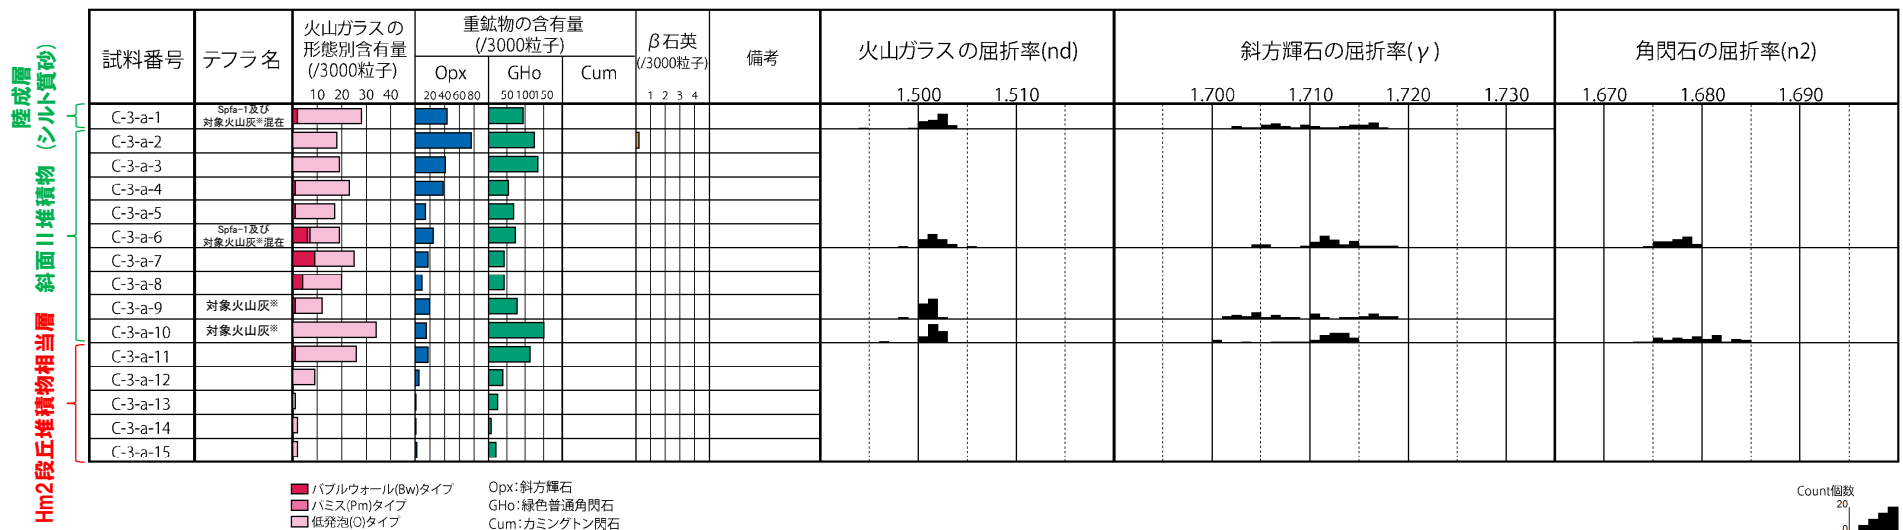 試料番号
テフラ名
火山ガラスの
形態別含有量
(/3000粒子)
10 20 30 40
重鉱物の含有量
(/3000粒子)
Opx
GHo
Cum
20 40 60 80
50 100 150
β石英
(/3000粒子)
1 2 3 4
備考
火山ガラスの屈折率(nd)
1.500 1.510
斜方輝石の屈折率(γ)
1.700 1.710 1.720 1.730
角閃石の屈折率(n2)
1.670 1.680 1.690
陸成層
(シルト質砂)
斜面II堆積物
Hm2段丘堆積物相当層
C-3-a-1
Spfa-1及び
対象火山灰※混在
C-3-a-2
C-3-a-3
C-3-a-4
C-3-a-5
C-3-a-6
Spfa-1及び
対象火山灰※混在
C-3-a-7
C-3-a-8
C-3-a-9
対象火山灰※
C-3-a-10
対象火山灰※
C-3-a-11
C-3-a-12
C-3-a-13
C-3-a-14
C-3-a-15
バブルウォール(Bw)タイプ
パミス(Pm)タイプ
低発泡(O)タイプ
Opx:斜方輝石
GHo:緑色普通角閃石
Cum:カミングトン閃石
Count個数
20
0